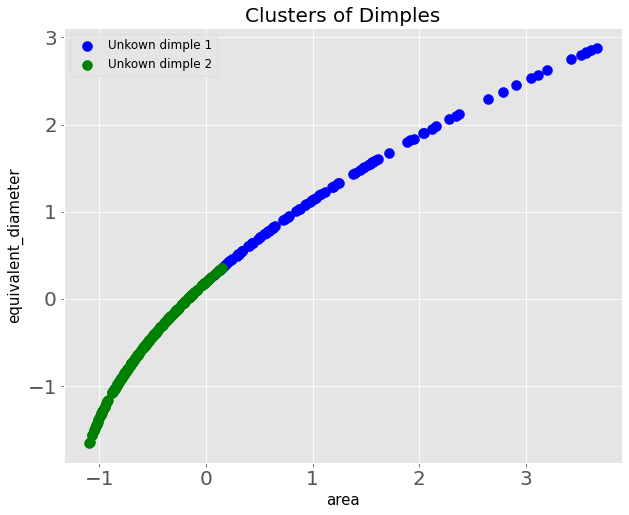 Clusters of Dimples
Unkown dimple 1
Unkown dimple 2
equivalent_diameter
3
2
1
0
−1
−1 0 1 2 3
area